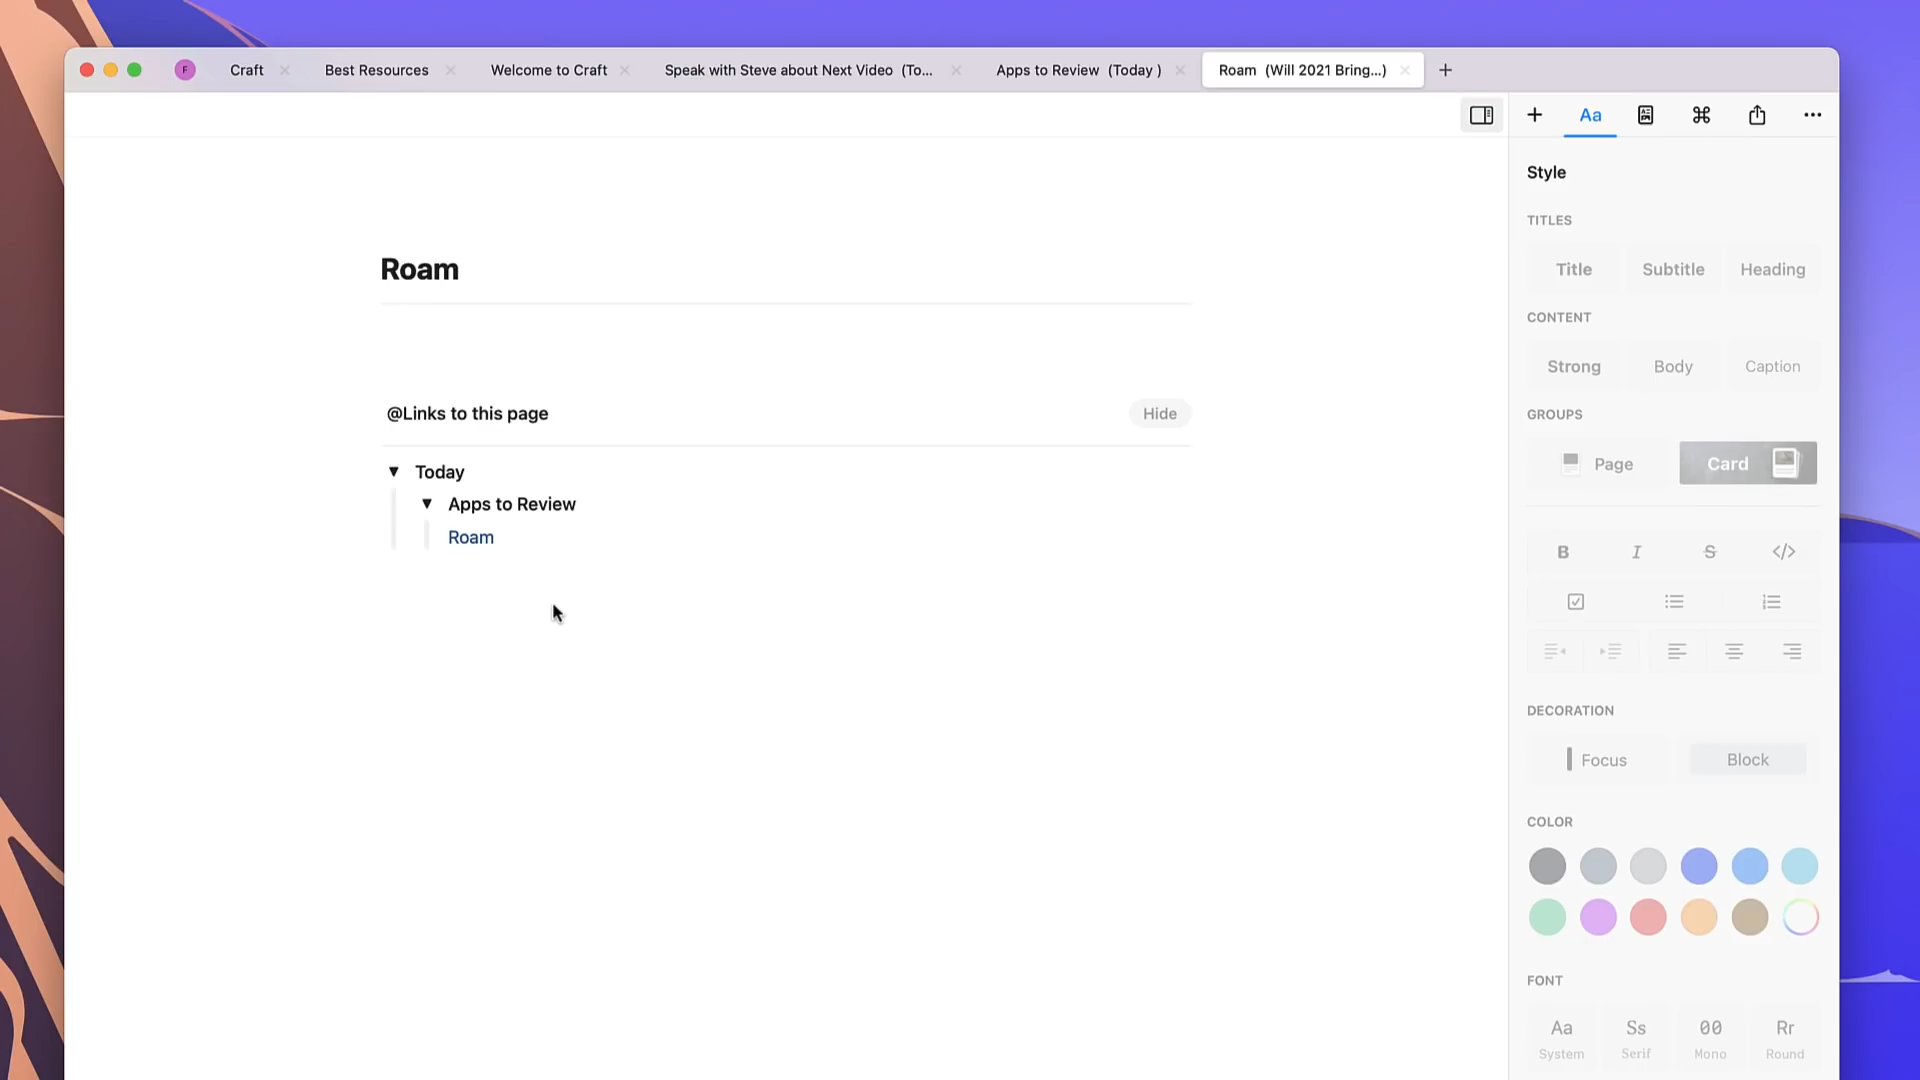 F
Craft
Best Resources
Welcome to Craft
Speak with Steve about Next Video (To...
Apps to Review (Today )
Roam (Will 2021 Bring...)
Aa
Style
TITLES
Title Subtitle Heading
CONTENT
Strong Body Caption
GROUPS
Page Card
B I S </>
DECORATION
Focus Block
COLOR
FONT
Aa Ss 00 Rr
System Serif Mono Round
Roam
@Links to this page
Hide
Today
Apps to Review
Roam